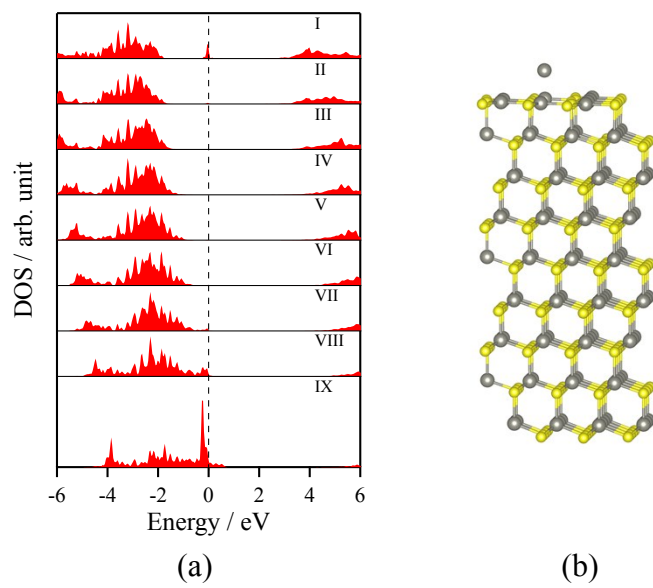 I
II
III
IV
V
VI
VII
VIII
IX
DOS / arb. unit
-6 -4 -2 0 2 4 6
Energy / eV
(a) (b)